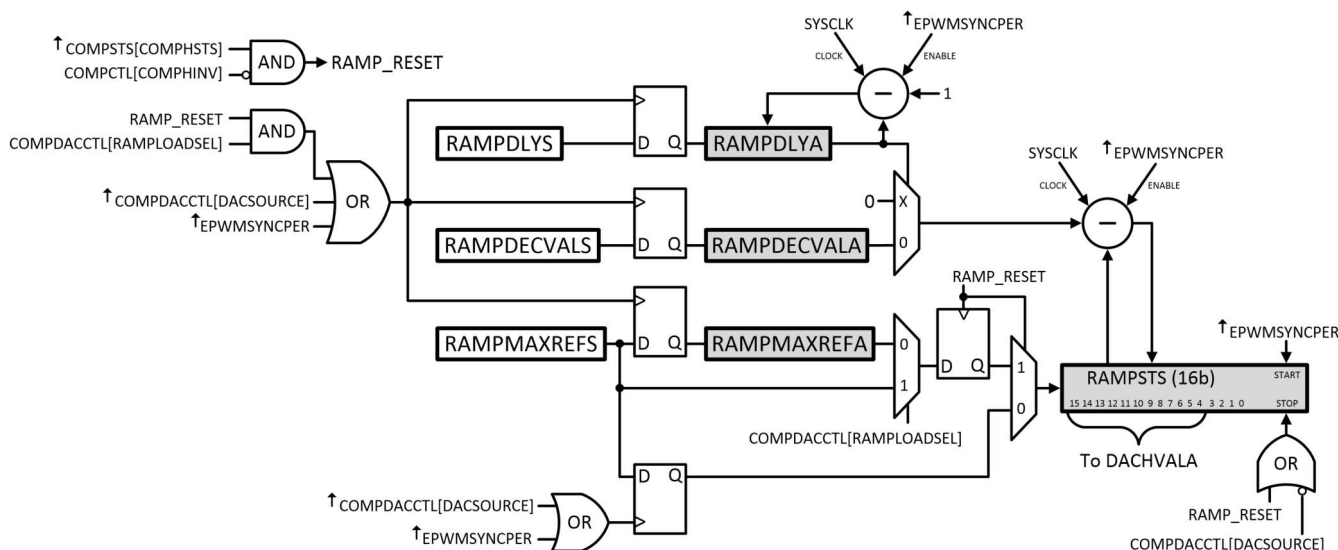 ↑COMPSTS[COMPHSTS]
COMPCTL[COMPHINV]
AND
RAMP_RESET
RAMP_RESET
COMPDACCTL[RAMPLOADSEL]
AND
↑COMPDACCTL[DACSOURCE]
↑EPWMSYNCPER
OR
SYSCLK
↑EPWMSYNCPER
CLOCK
ENABLE
−
1
RAMPDLYS
D Q
RAMPDLYA
SYSCLK
↑EPWMSYNCPER
CLOCK
ENABLE
−
0
X
0
RAMPDECVALS
D Q
RAMPDECVALA
RAMP_RESET
RAMPMAXREFS
D Q
RAMPMAXREFA
0
1
COMPDACCTL[RAMPLOADSEL]
D Q
1
0
↑EPWMSYNCPER
RAMPSTS (16b)
START
15 14 13 12 11 10 9 8 7 6 5 4 3 2 1 0
STOP
To DACHVALA
OR
RAMP_RESET
COMPDACCTL[DACSOURCE]
D Q
↑COMPDACCTL[DACSOURCE]
↑EPWMSYNCPER
OR